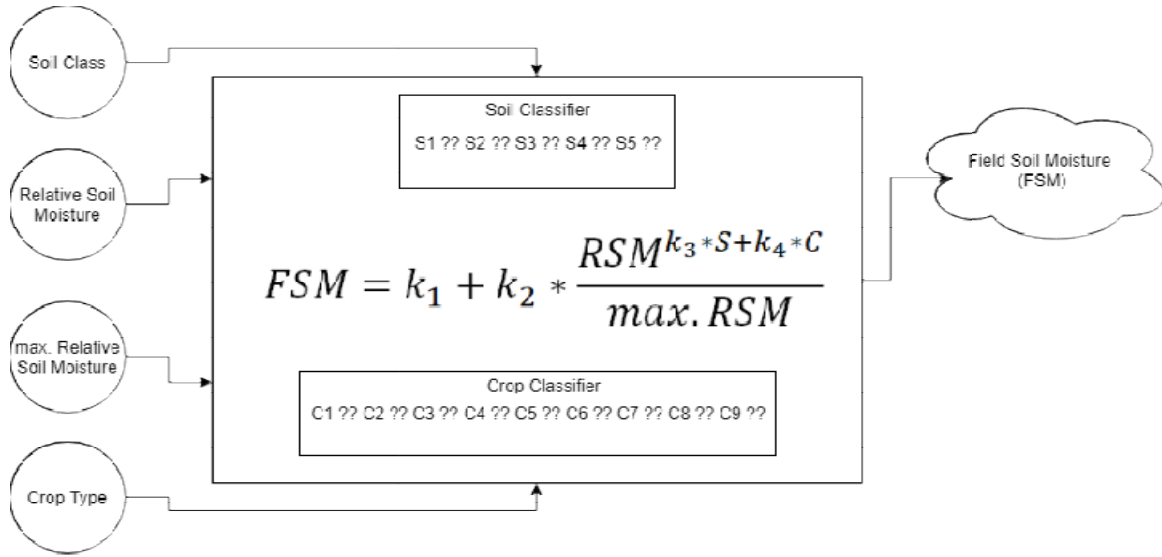 Soil Class
Relative Soil
Moisture
max. Relative
Soil Moisture
Crop Type
Soil Classifier
S1 ?? S2 ?? S3 ?? S4 ?? S5 ??
FSM = k₁ + k₂ * RSM^(k₃*S+k₄*C) / max. RSM
Crop Classifier
C1 ?? C2 ?? C3 ?? C4 ?? C5 ?? C6 ?? C7 ?? C8 ?? C9 ??
Field Soil Moisture
(FSM)